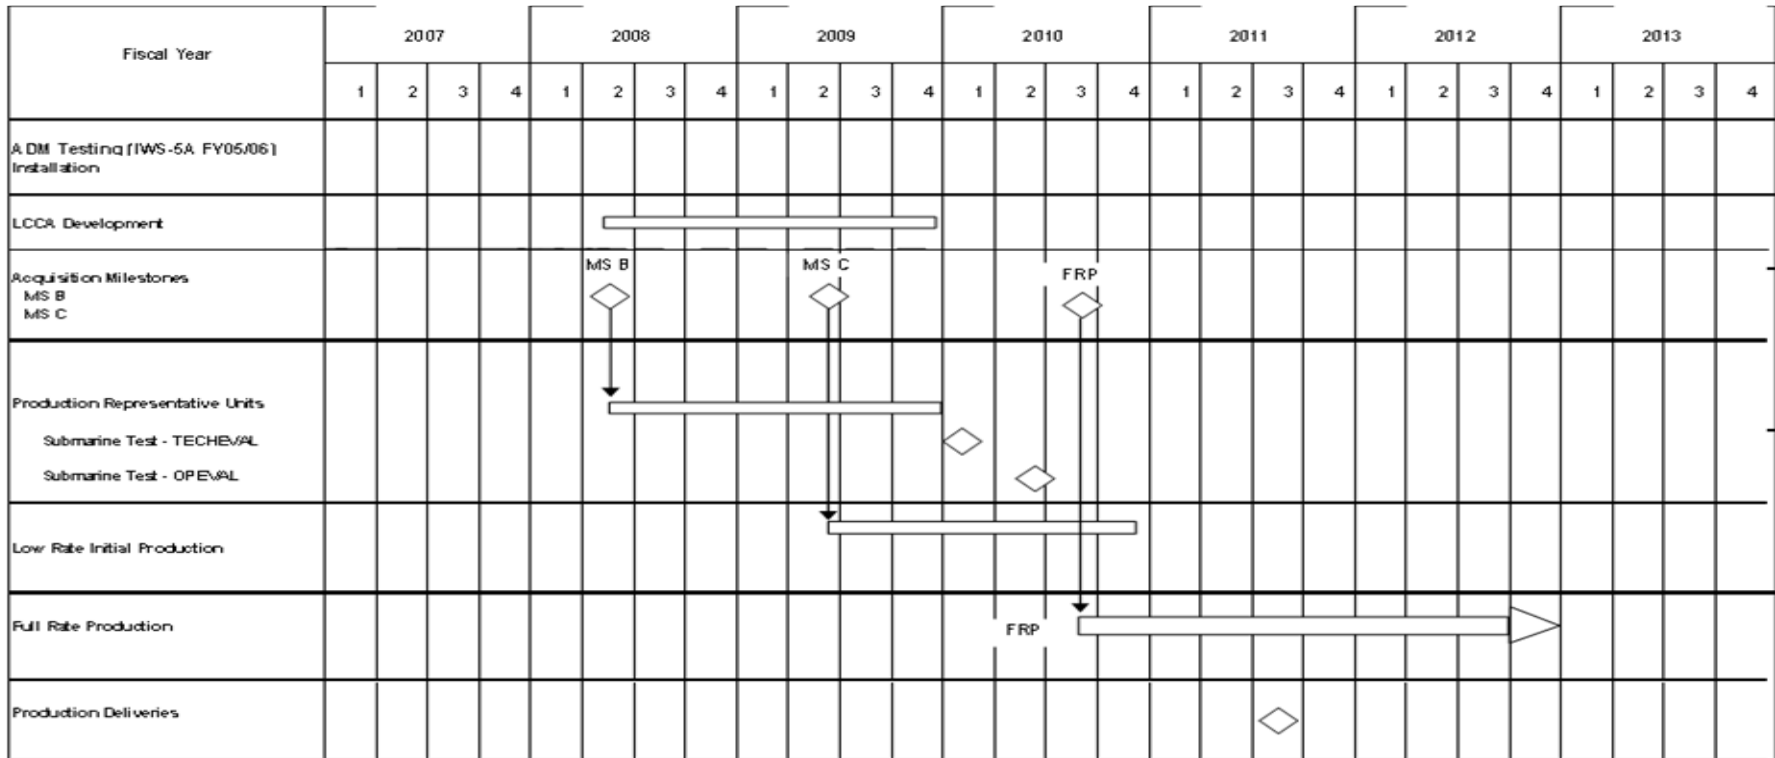 Fiscal Year
2007 2008 2009 2010 2011 2012 2013
1 2 3 4 1 2 3 4 1 2 3 4 1 2 3 4 1 2 3 4 1 2 3 4 1 2 3 4
ADM Testing (IWS-5A FY05/06)
Installation
LCCA Development
MS B MS C FRP
Acquisition Milestones
MS B
MS C
Production Representative Units
Submarine Test - TECHEVAL
Submarine Test - OPEVAL
Low Rate Initial Production
Full Rate Production FRP
Production Deliveries